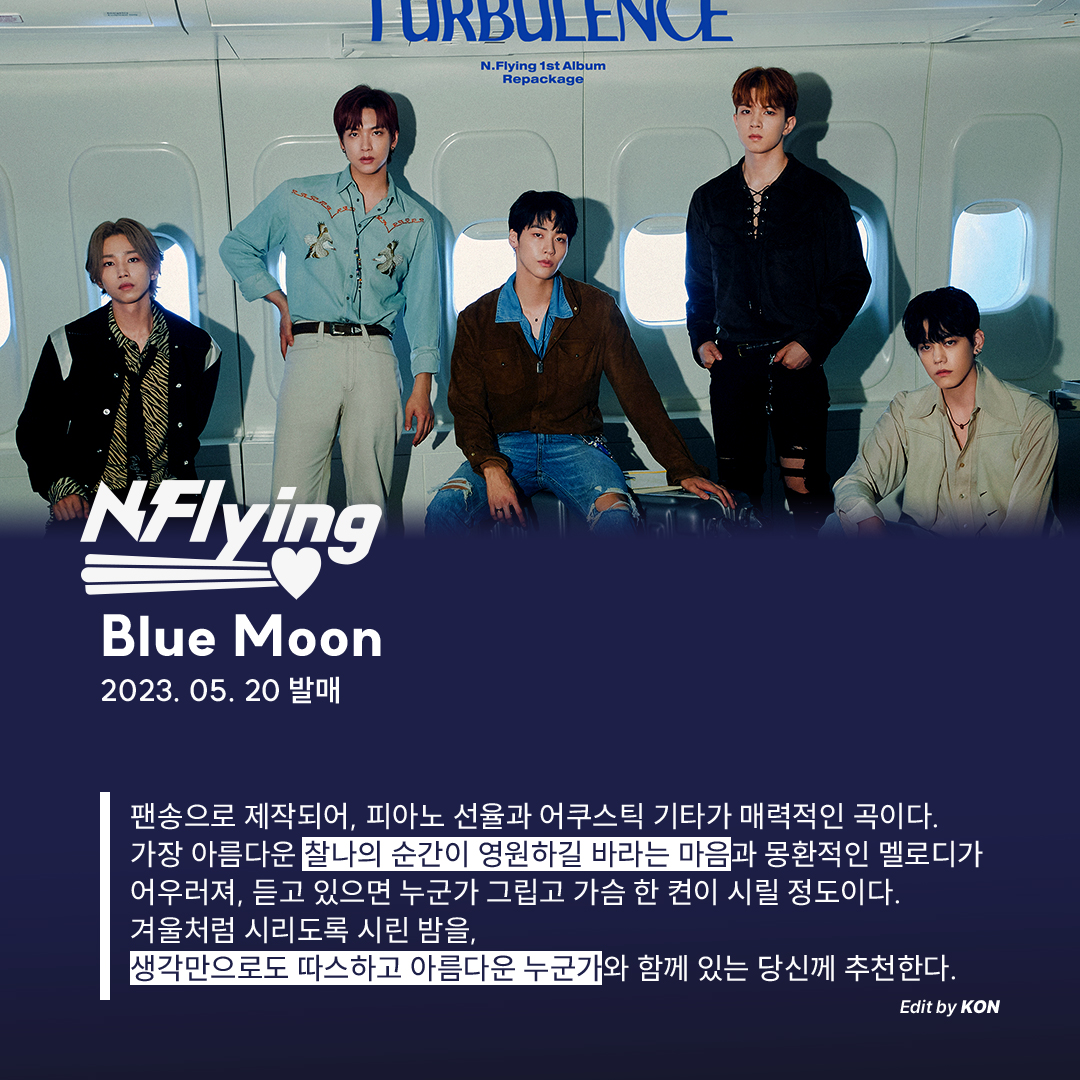 TURBULENCE
N.Flying 1st Album
Repackage
N.Flying
Blue Moon
2023. 05. 20 발매
팬송으로 제작되어, 피아노 선율과 어쿠스틱 기타가 매력적인 곡이다.
가장 아름다운 찰나의 순간이 영원하길 바라는 마음과 몽환적인 멜로디가
어우러져, 듣고 있으면 누군가 그립고 가슴 한 켠이 시릴 정도이다.
겨울처럼 시리도록 시린 밤을,
생각만으로도 따스하고 아름다운 누군가와 함께 있는 당신께 추천한다.
Edit by KON